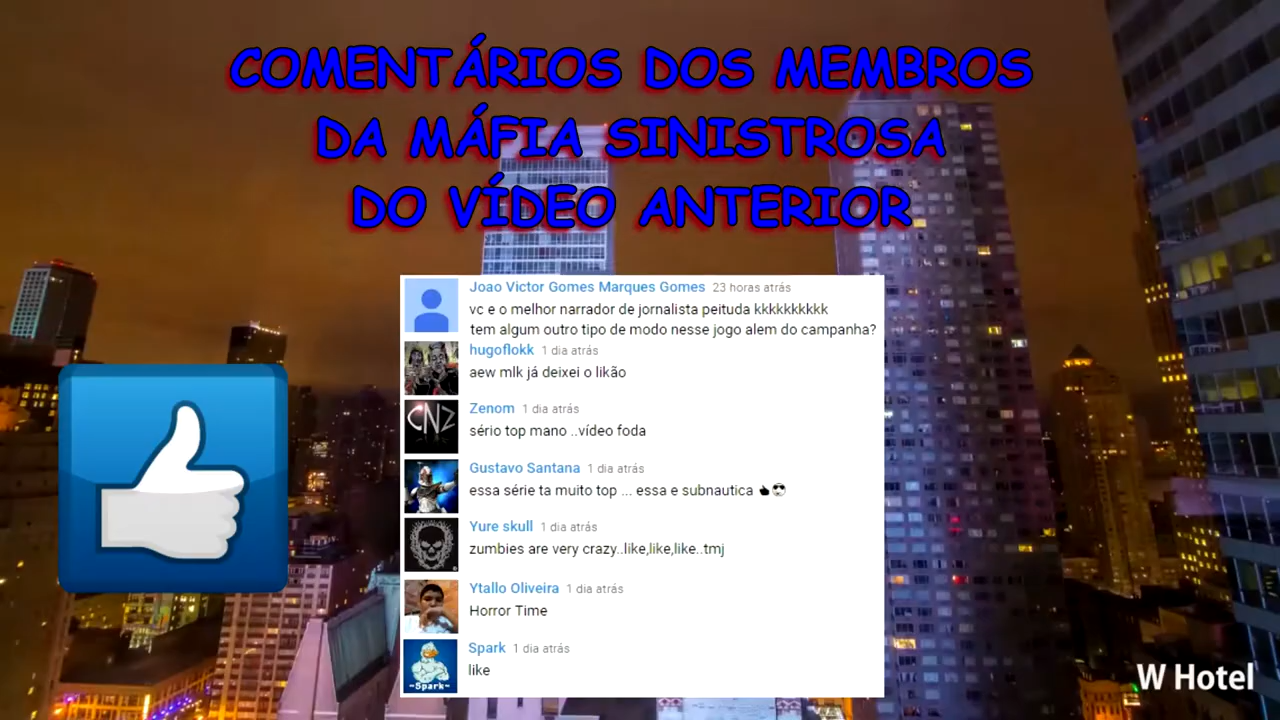 COMENTÁRIOS DOS MEMBROS
DA MÁFIA SINISTROSA
DO VÍDEO ANTERIOR
Joao Victor Gomes Marques Gomes 23 horas atrás
vc e o melhor narrador de jornalista peituda kkkkkkkkkk
tem algum outro tipo de modo nesse jogo alem do campanha?
hugoflokk 1 dia atrás
aew mlk já deixei o likão
CNZ
Zenom 1 dia atrás
sério top mano ..vídeo foda
Gustavo Santana 1 dia atrás
essa série ta muito top ... essa e subnautica
Yure skull 1 dia atrás
zumbies are very crazy..like,like,like..tmj
Ytallo Oliveira 1 dia atrás
Horror Time
Spark 1 dia atrás
like
~Spark~
W Hotel